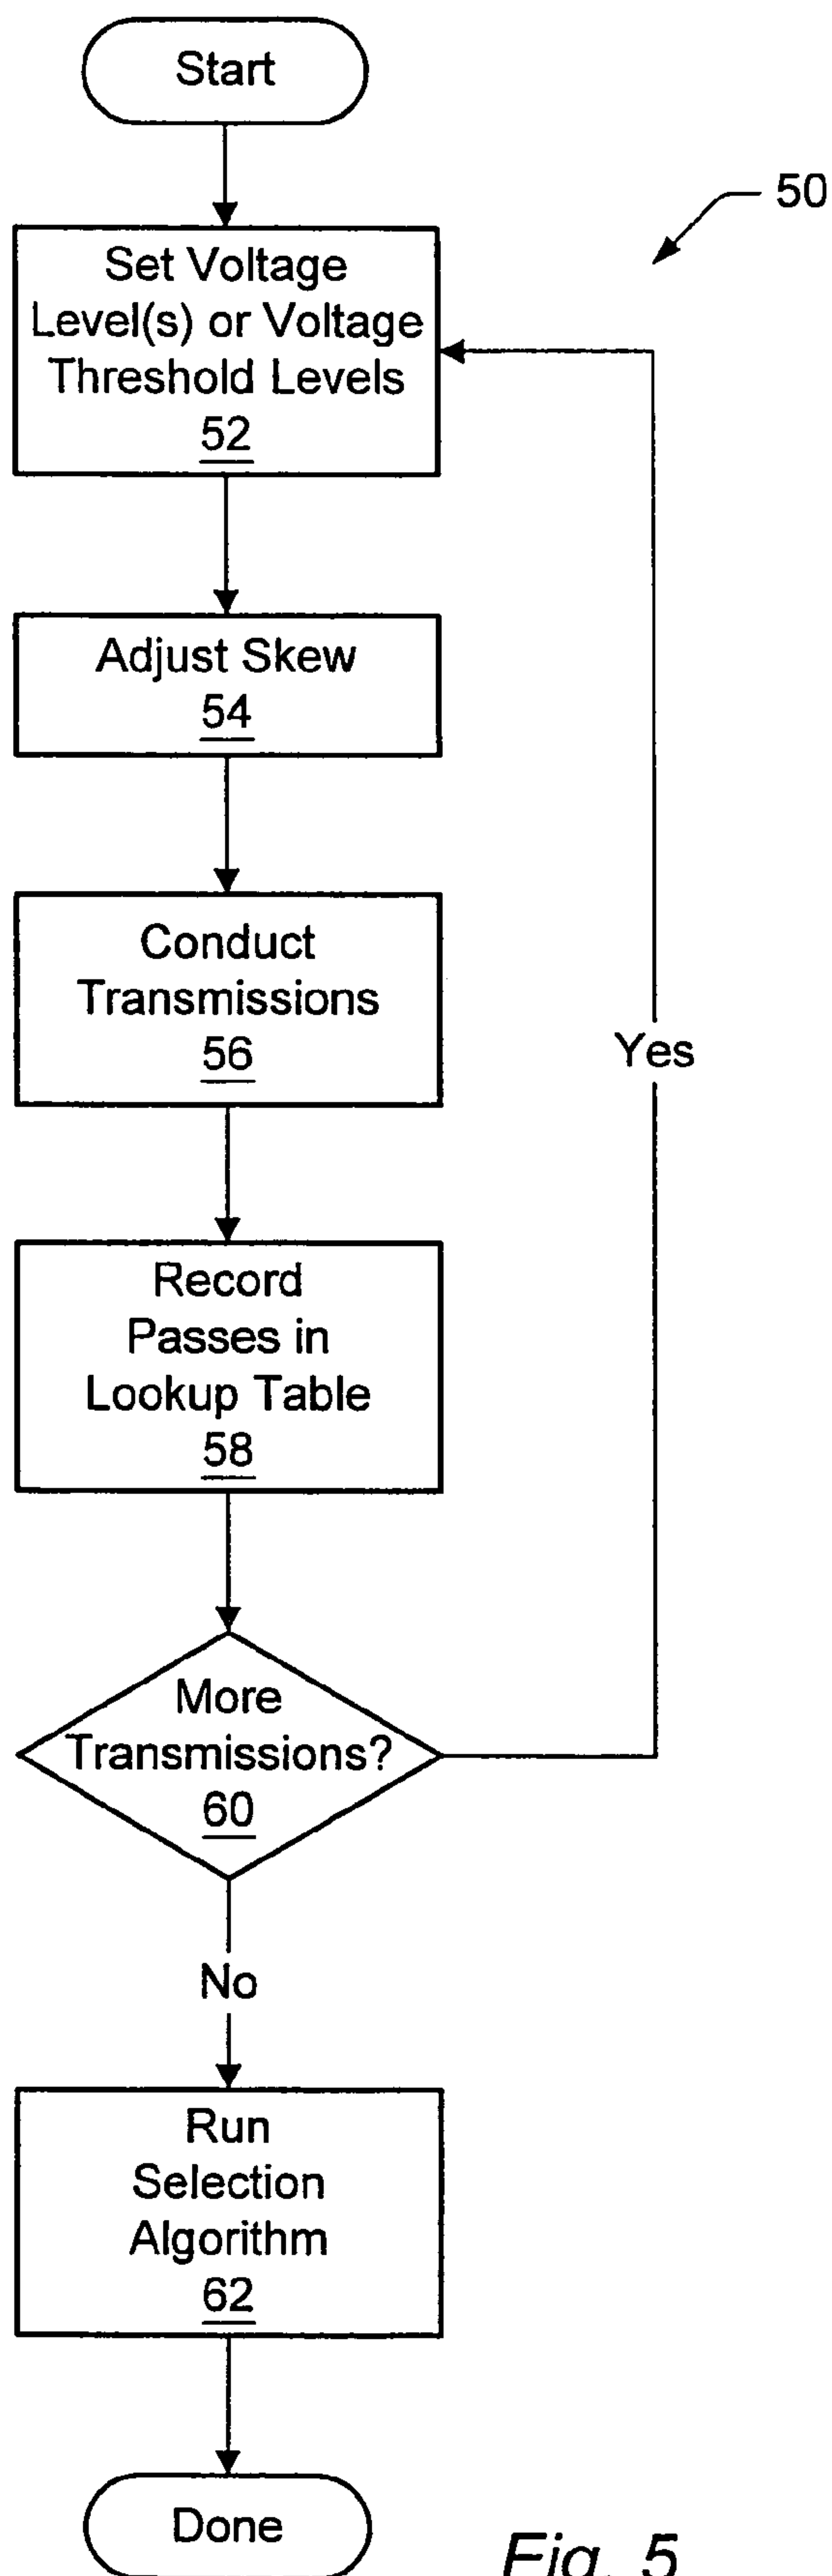 Start
50
Set Voltage
Level(s) or Voltage
Threshold Levels
52
Adjust Skew
54
Conduct
Transmissions
56
Yes
Record
Passes in
Lookup Table
58
More
Transmissions?
60
No
Run
Selection
Algorithm
62
Done
Fig. 5